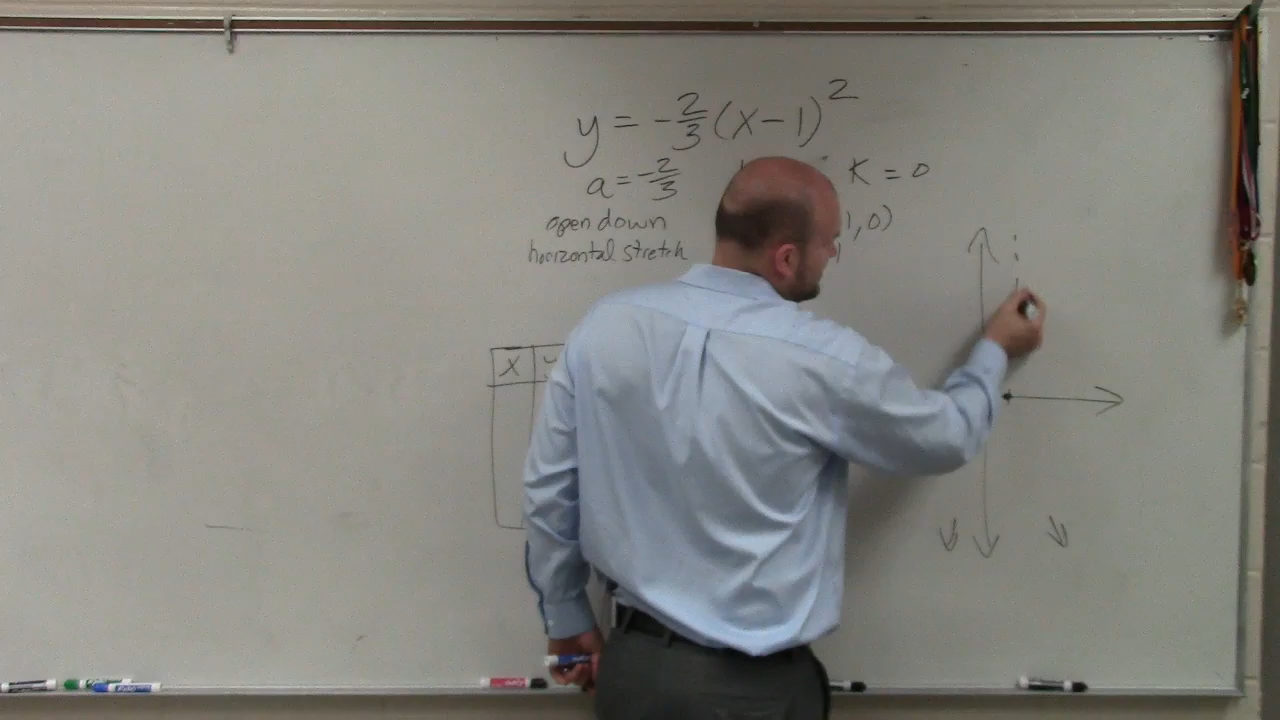 y = -2/3 (x-1)^2
a = -2/3 K = 0
open down 1, 0)
horizontal stretch
x